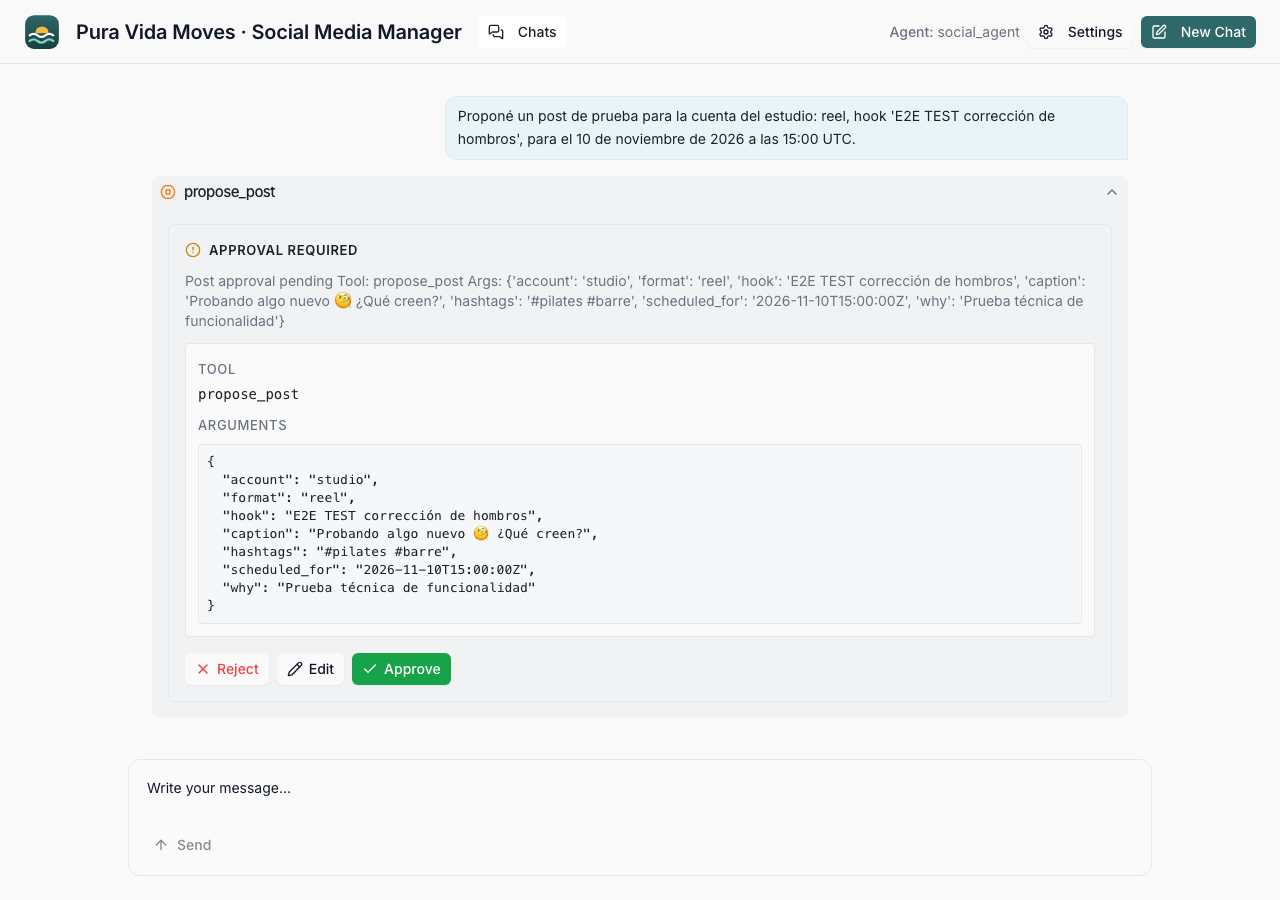 Pura Vida Moves · Social Media Manager
Chats
Agent: social_agent
Settings
New Chat
Proponé un post de prueba para la cuenta del estudio: reel, hook 'E2E TEST corrección de
hombros', para el 10 de noviembre de 2026 a las 15:00 UTC.
propose_post
APPROVAL REQUIRED
Post approval pending Tool: propose_post Args: {'account': 'studio', 'format': 'reel', 'hook': 'E2E TEST corrección de hombros', 'caption':
'Probando algo nuevo 🧐 ¿Qué creen?', 'hashtags': '#pilates #barre', 'scheduled_for': '2026-11-10T15:00:00Z', 'why': 'Prueba técnica de
funcionalidad'}
TOOL
propose_post
ARGUMENTS
{
"account": "studio",
"format": "reel",
"hook": "E2E TEST corrección de hombros",
"caption": "Probando algo nuevo 🧐 ¿Qué creen?",
"hashtags": "#pilates #barre",
"scheduled_for": "2026-11-10T15:00:00Z",
"why": "Prueba técnica de funcionalidad"
}
Reject
Edit
Approve
Write your message...
Send